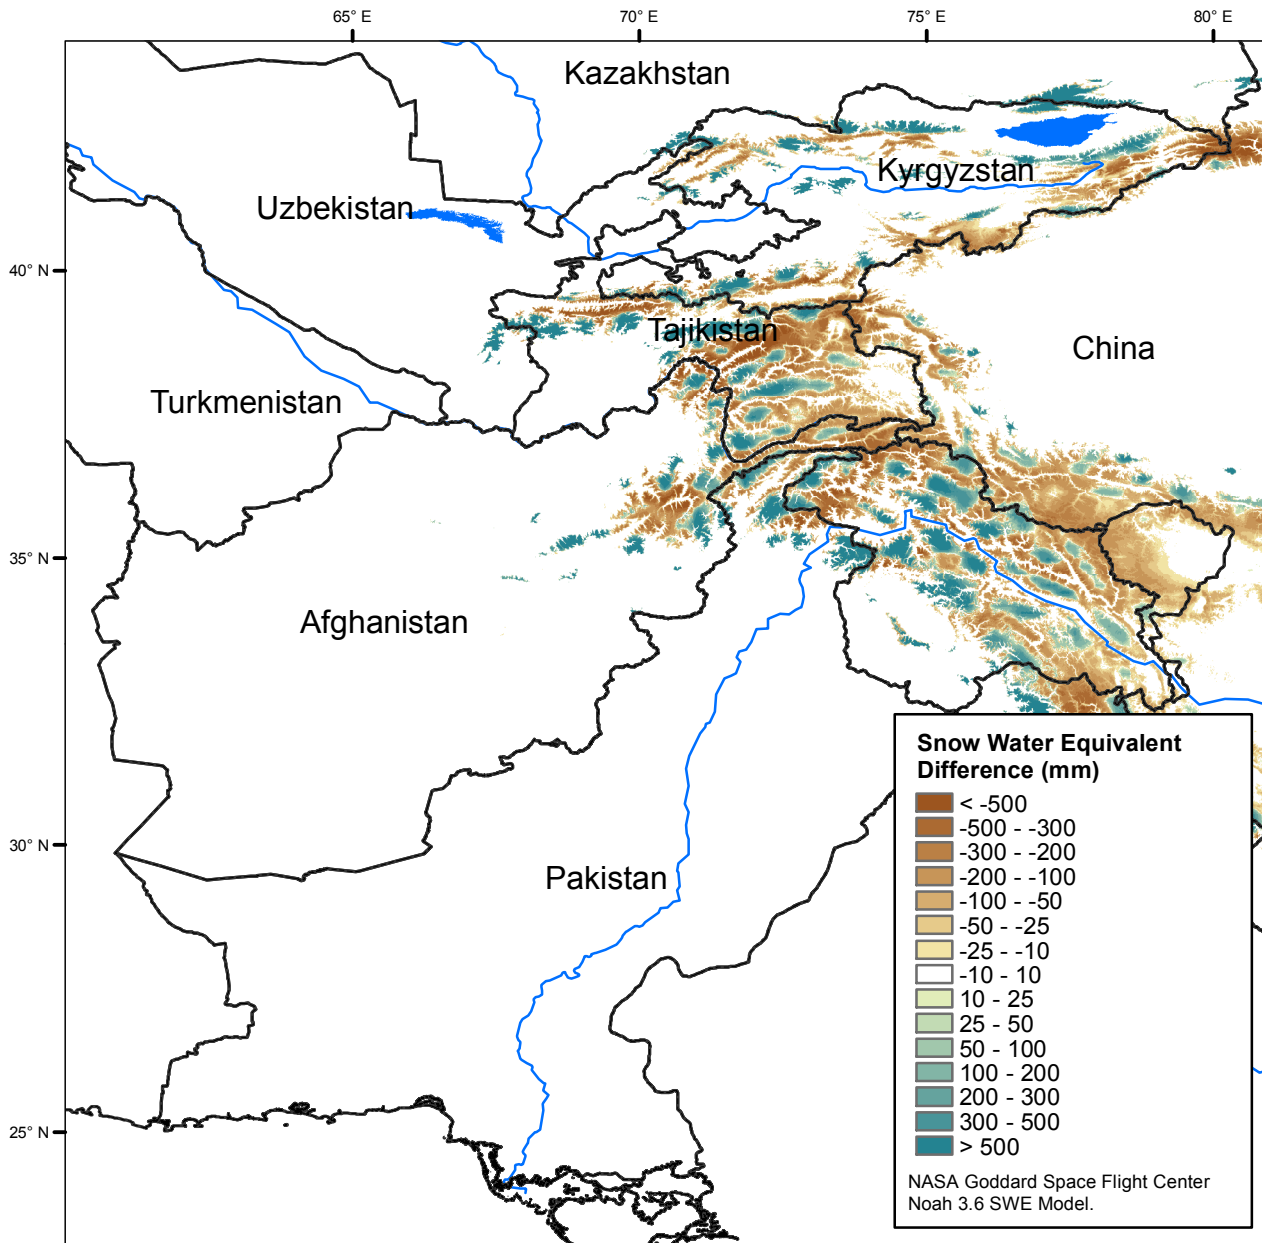 65° E
70° E
75° E
80° E
Kazakhstan
Kyrgyzstan
Uzbekistan
40° N
Tajikistan
China
Turkmenistan
35° N
Afghanistan
30° N
Pakistan
25° N
Snow Water Equivalent
Difference (mm)
< -500
-500 - -300
-300 - -200
-200 - -100
-100 - -50
-50 - -25
-25 - -10
-10 - 10
10 - 25
25 - 50
50 - 100
100 - 200
200 - 300
300 - 500
> 500
NASA Goddard Space Flight Center
Noah 3.6 SWE Model.